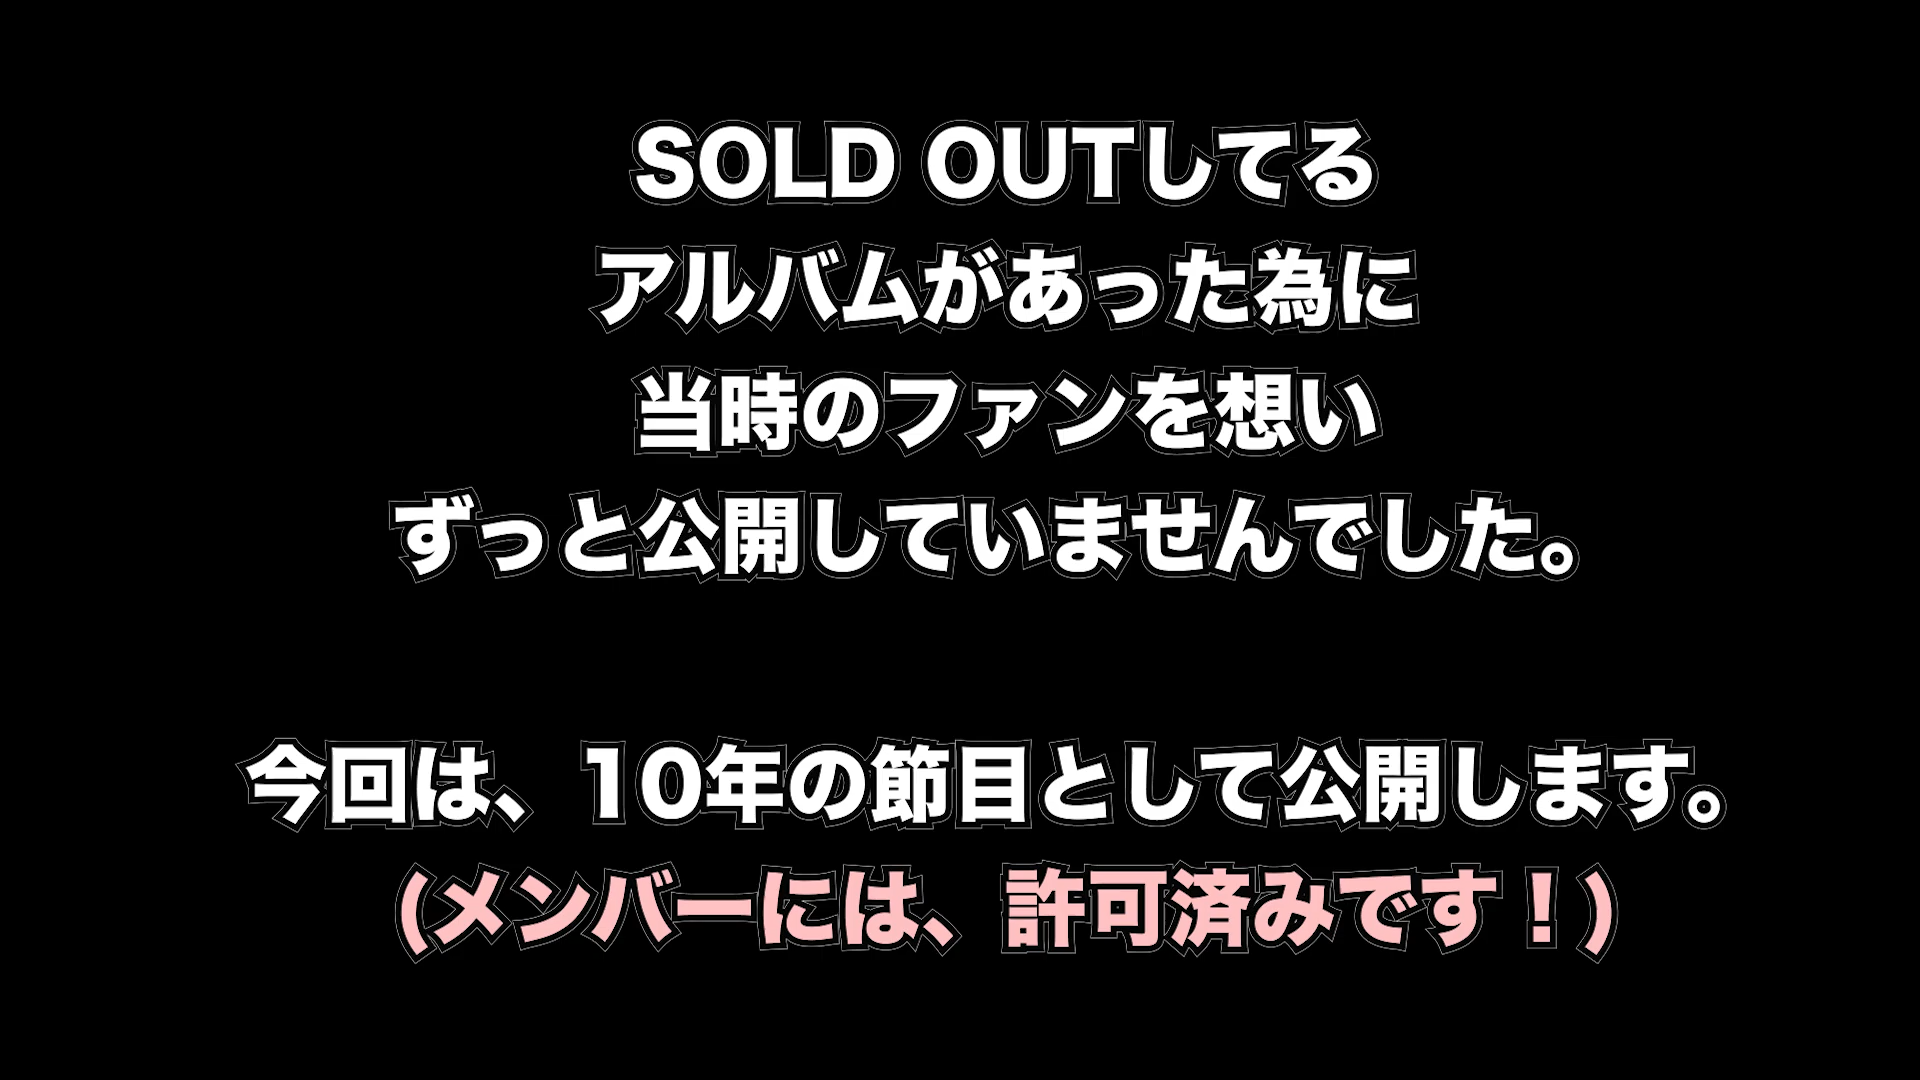 SOLD OUTしてる
アルバムがあった為に
当時のファンを想い
ずっと公開していませんでした。
今回は、10年の節目として公開します。
(メンバーには、許可済みです！)